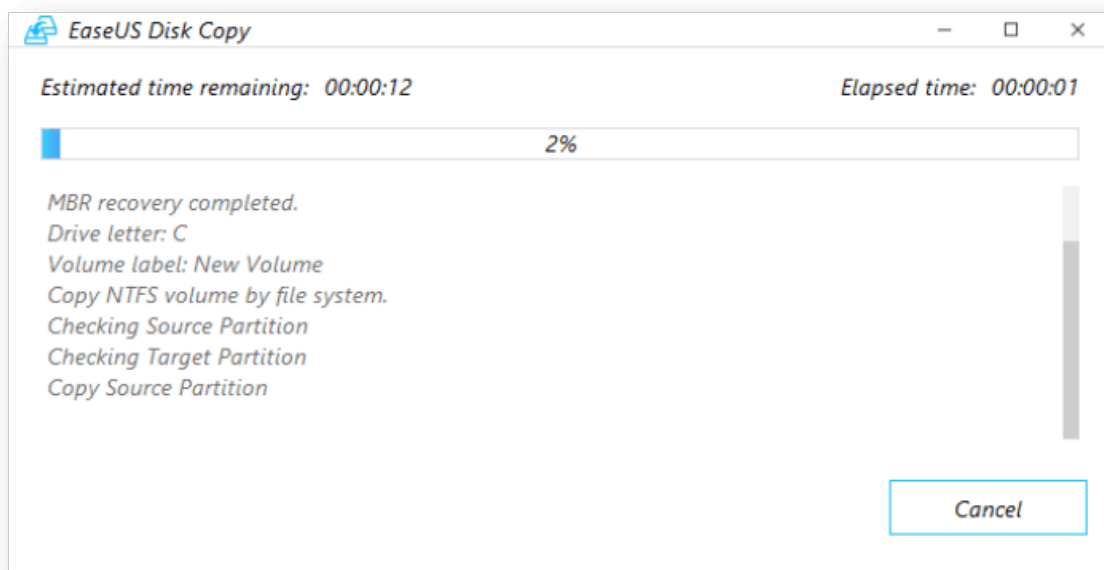 EaseUS Disk Copy
Estimated time remaining: 00:00:12 Elapsed time: 00:00:01
2%
MBR recovery completed.
Drive letter: C
Volume label: New Volume
Copy NTFS volume by file system.
Checking Source Partition
Checking Target Partition
Copy Source Partition
Cancel